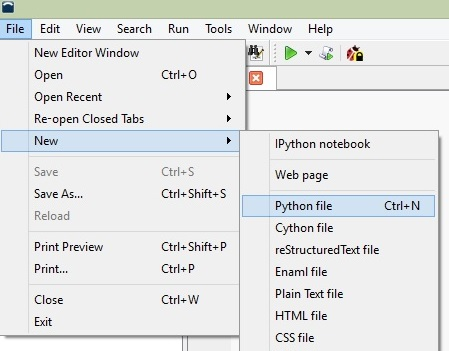 File Edit View Search Run Tools Window Help
New Editor Window
Open Ctrl+O
Open Recent
Re-open Closed Tabs
New
Save Ctrl+S
Save As... Ctrl+Shift+S
Reload
Print Preview Ctrl+Shift+P
Print... Ctrl+P
Close Ctrl+W
Exit
IPython notebook
Web page
Python file Ctrl+N
Cython file
reStructuredText file
Enaml file
Plain Text file
HTML file
CSS file